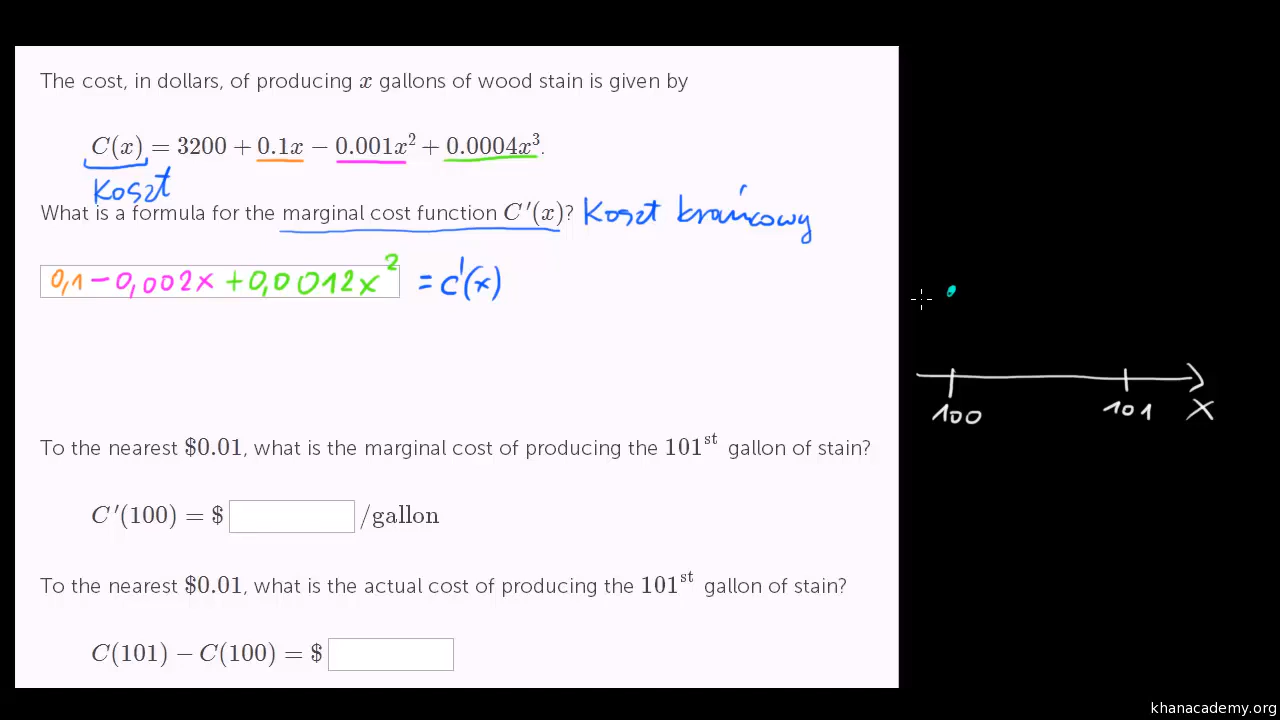 The cost, in dollars, of producing x gallons of wood stain is given by
C(x) = 3200 + 0.1x − 0.001x² + 0.0004x³.
Koszt
What is a formula for the marginal cost function C′(x)? Koszt krańcowy
0,1 − 0,002x + 0,0012x² = c′(x)
100 101 X
To the nearest $0.01, what is the marginal cost of producing the 101st gallon of stain?
C′(100) = $ /gallon
To the nearest $0.01, what is the actual cost of producing the 101st gallon of stain?
C(101) − C(100) = $
khanacademy.org